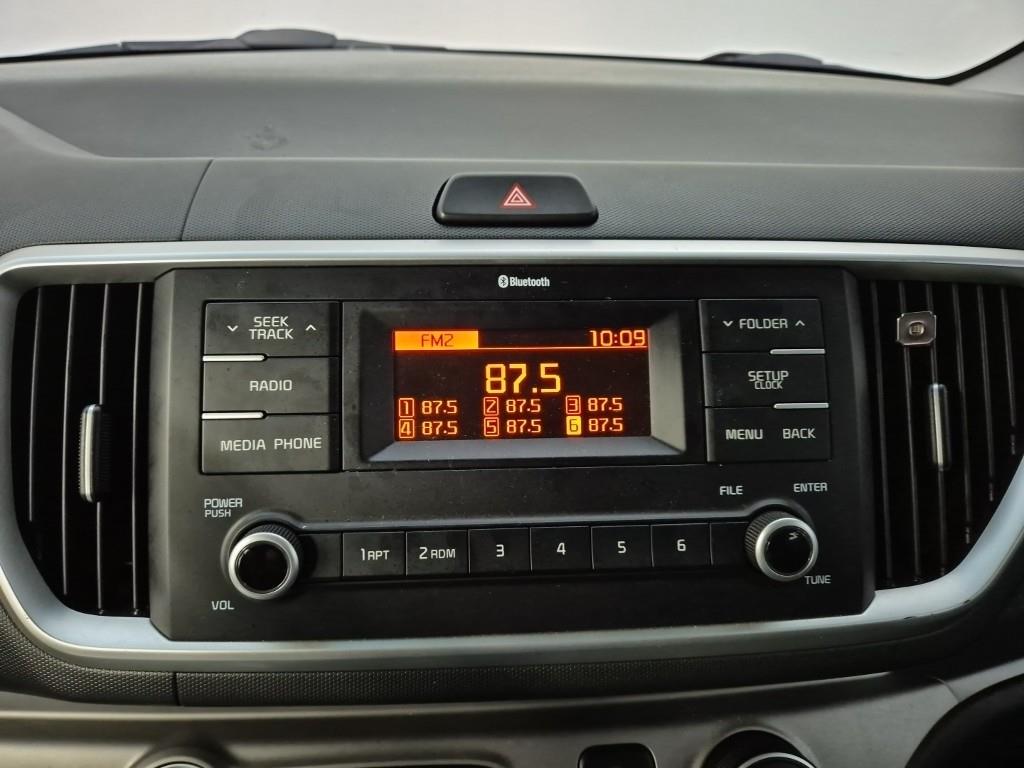 Bluetooth
SEEK
TRACK
RADIO
MEDIA PHONE
FM2 10:09
87.5
1 87.5 2 87.5 3 87.5
4 87.5 5 87.5 6 87.5
FOLDER
SETUP
CLOCK
MENU BACK
POWER
PUSH
VOL
1 RPT 2 RDM 3 4 5 6
FILE ENTER
TUNE